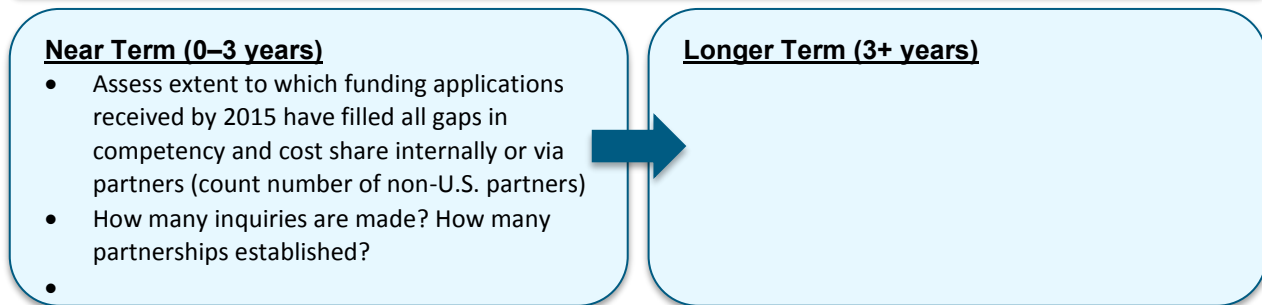 Near Term (0–3 years)
• Assess extent to which funding applications
received by 2015 have filled all gaps in
competency and cost share internally or via
partners (count number of non-U.S. partners)
• How many inquiries are made? How many
partnerships established?
•
Longer Term (3+ years)